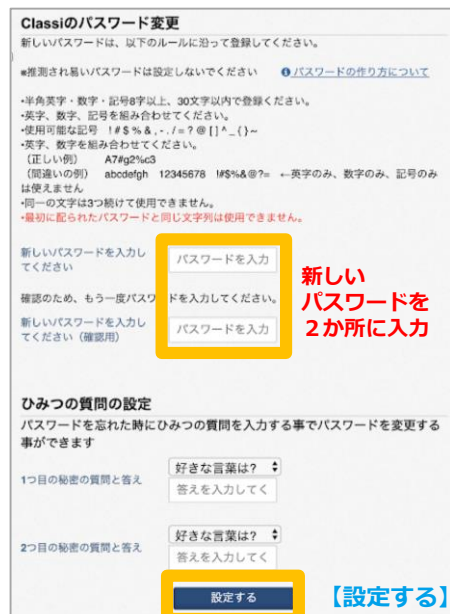 Classiのパスワード変更
新しいパスワードは、以下のルールに沿って登録してください。
※推測され易いパスワードは設定しないでください パスワードの作り方について
・半角英字・数字・記号8字以上、30文字以内で登録ください。
・英字、数字、記号を組み合わせてください。
・使用可能な記号 !#$%&,-./=?@[]^_{}~
・英字、数字を組み合わせてください。
（正しい例） A7#g2%c3
（間違いの例） abcdefgh 12345678 !#$%&@?= ←英字のみ、数字のみ、記号のみ
は使えません
・同一の文字は3つ続けて使用できません。
・最初に配られたパスワードと同じ文字列は使用できません。
新しいパスワードを入力し
てください
パスワードを入力
新しい
パスワードを
２か所に入力
確認のため、もう一度パスワードを入力してください。
新しいパスワードを入力し
てください（確認用）
パスワードを入力
ひみつの質問の設定
パスワードを忘れた時にひみつの質問を入力する事でパスワードを変更する
事ができます
1つ目の秘密の質問と答え
好きな言葉は?
答えを入力してく
2つ目の秘密の質問と答え
好きな言葉は?
答えを入力してく
設定する
【設定する】